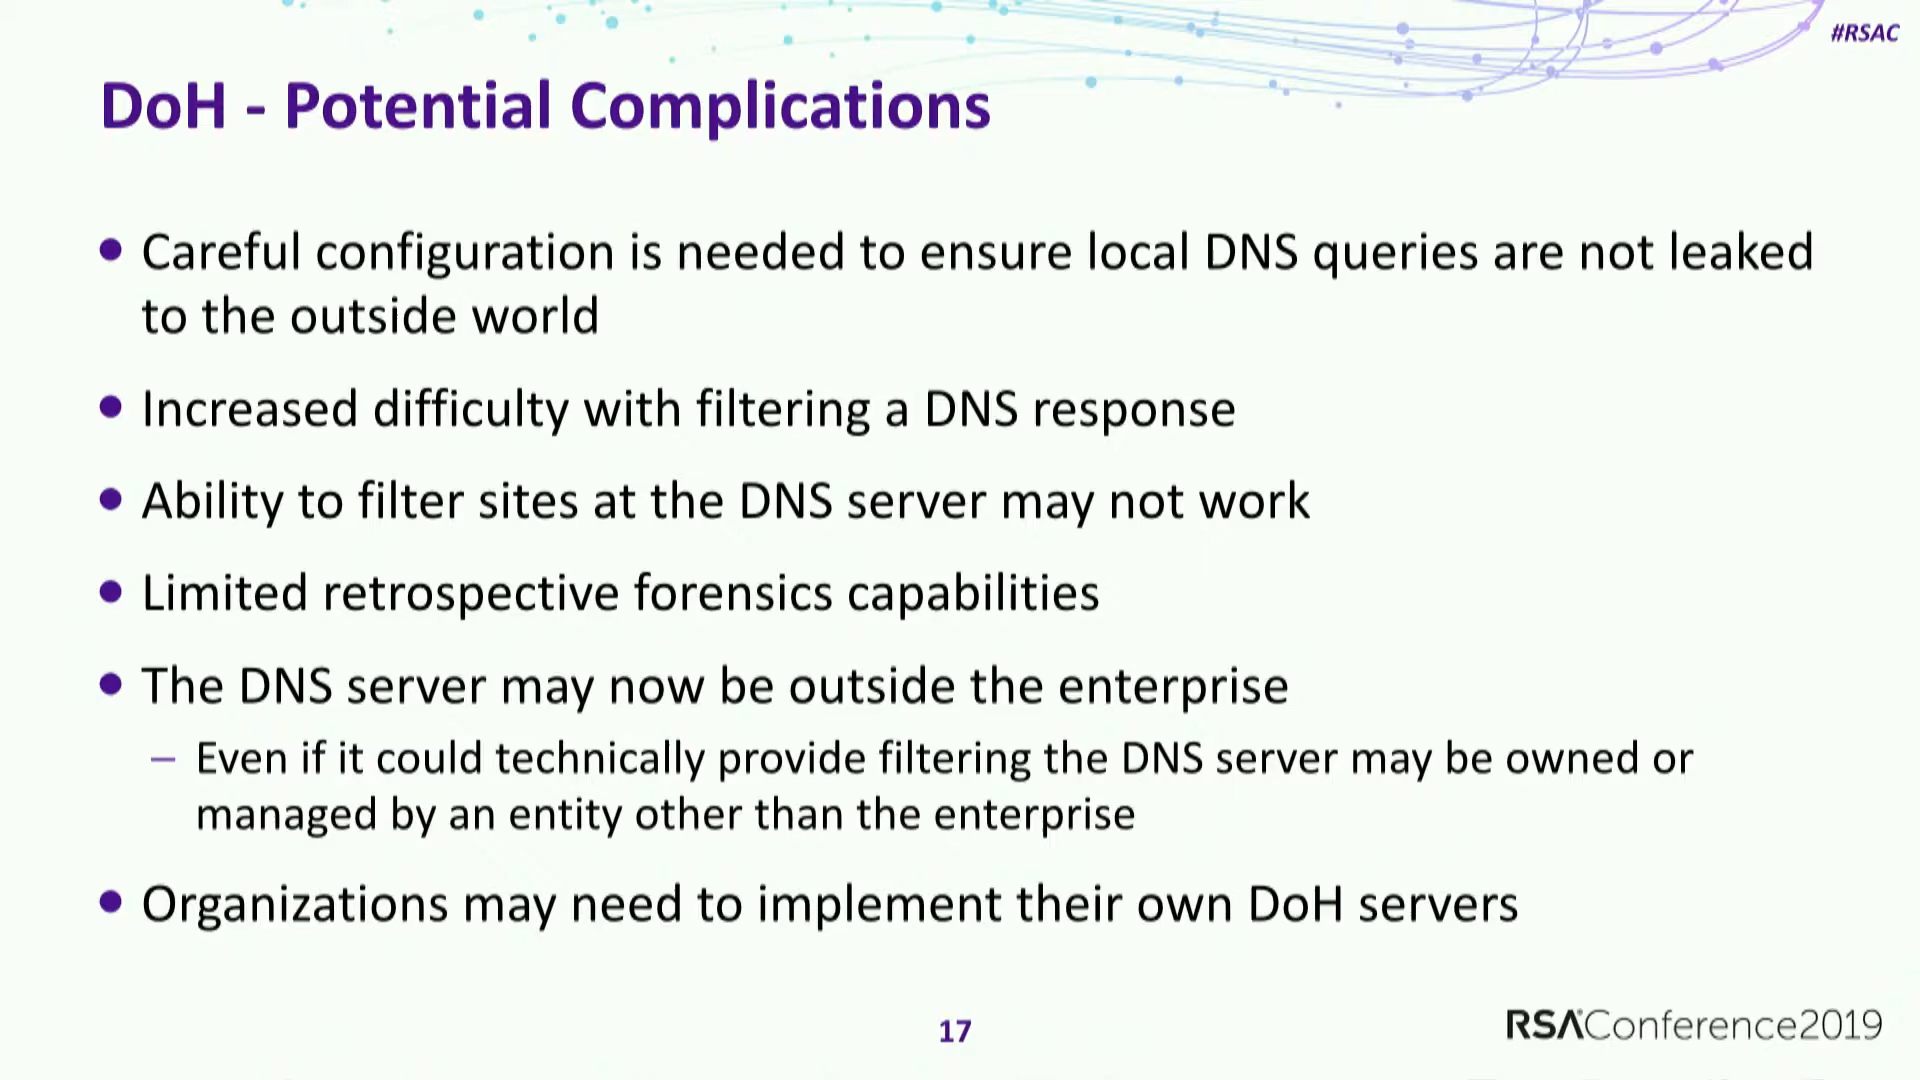 #RSAC
DoH - Potential Complications
• Careful configuration is needed to ensure local DNS queries are not leaked
to the outside world
• Increased difficulty with filtering a DNS response
• Ability to filter sites at the DNS server may not work
• Limited retrospective forensics capabilities
• The DNS server may now be outside the enterprise
– Even if it could technically provide filtering the DNS server may be owned or
managed by an entity other than the enterprise
• Organizations may need to implement their own DoH servers
17
RSAConference2019